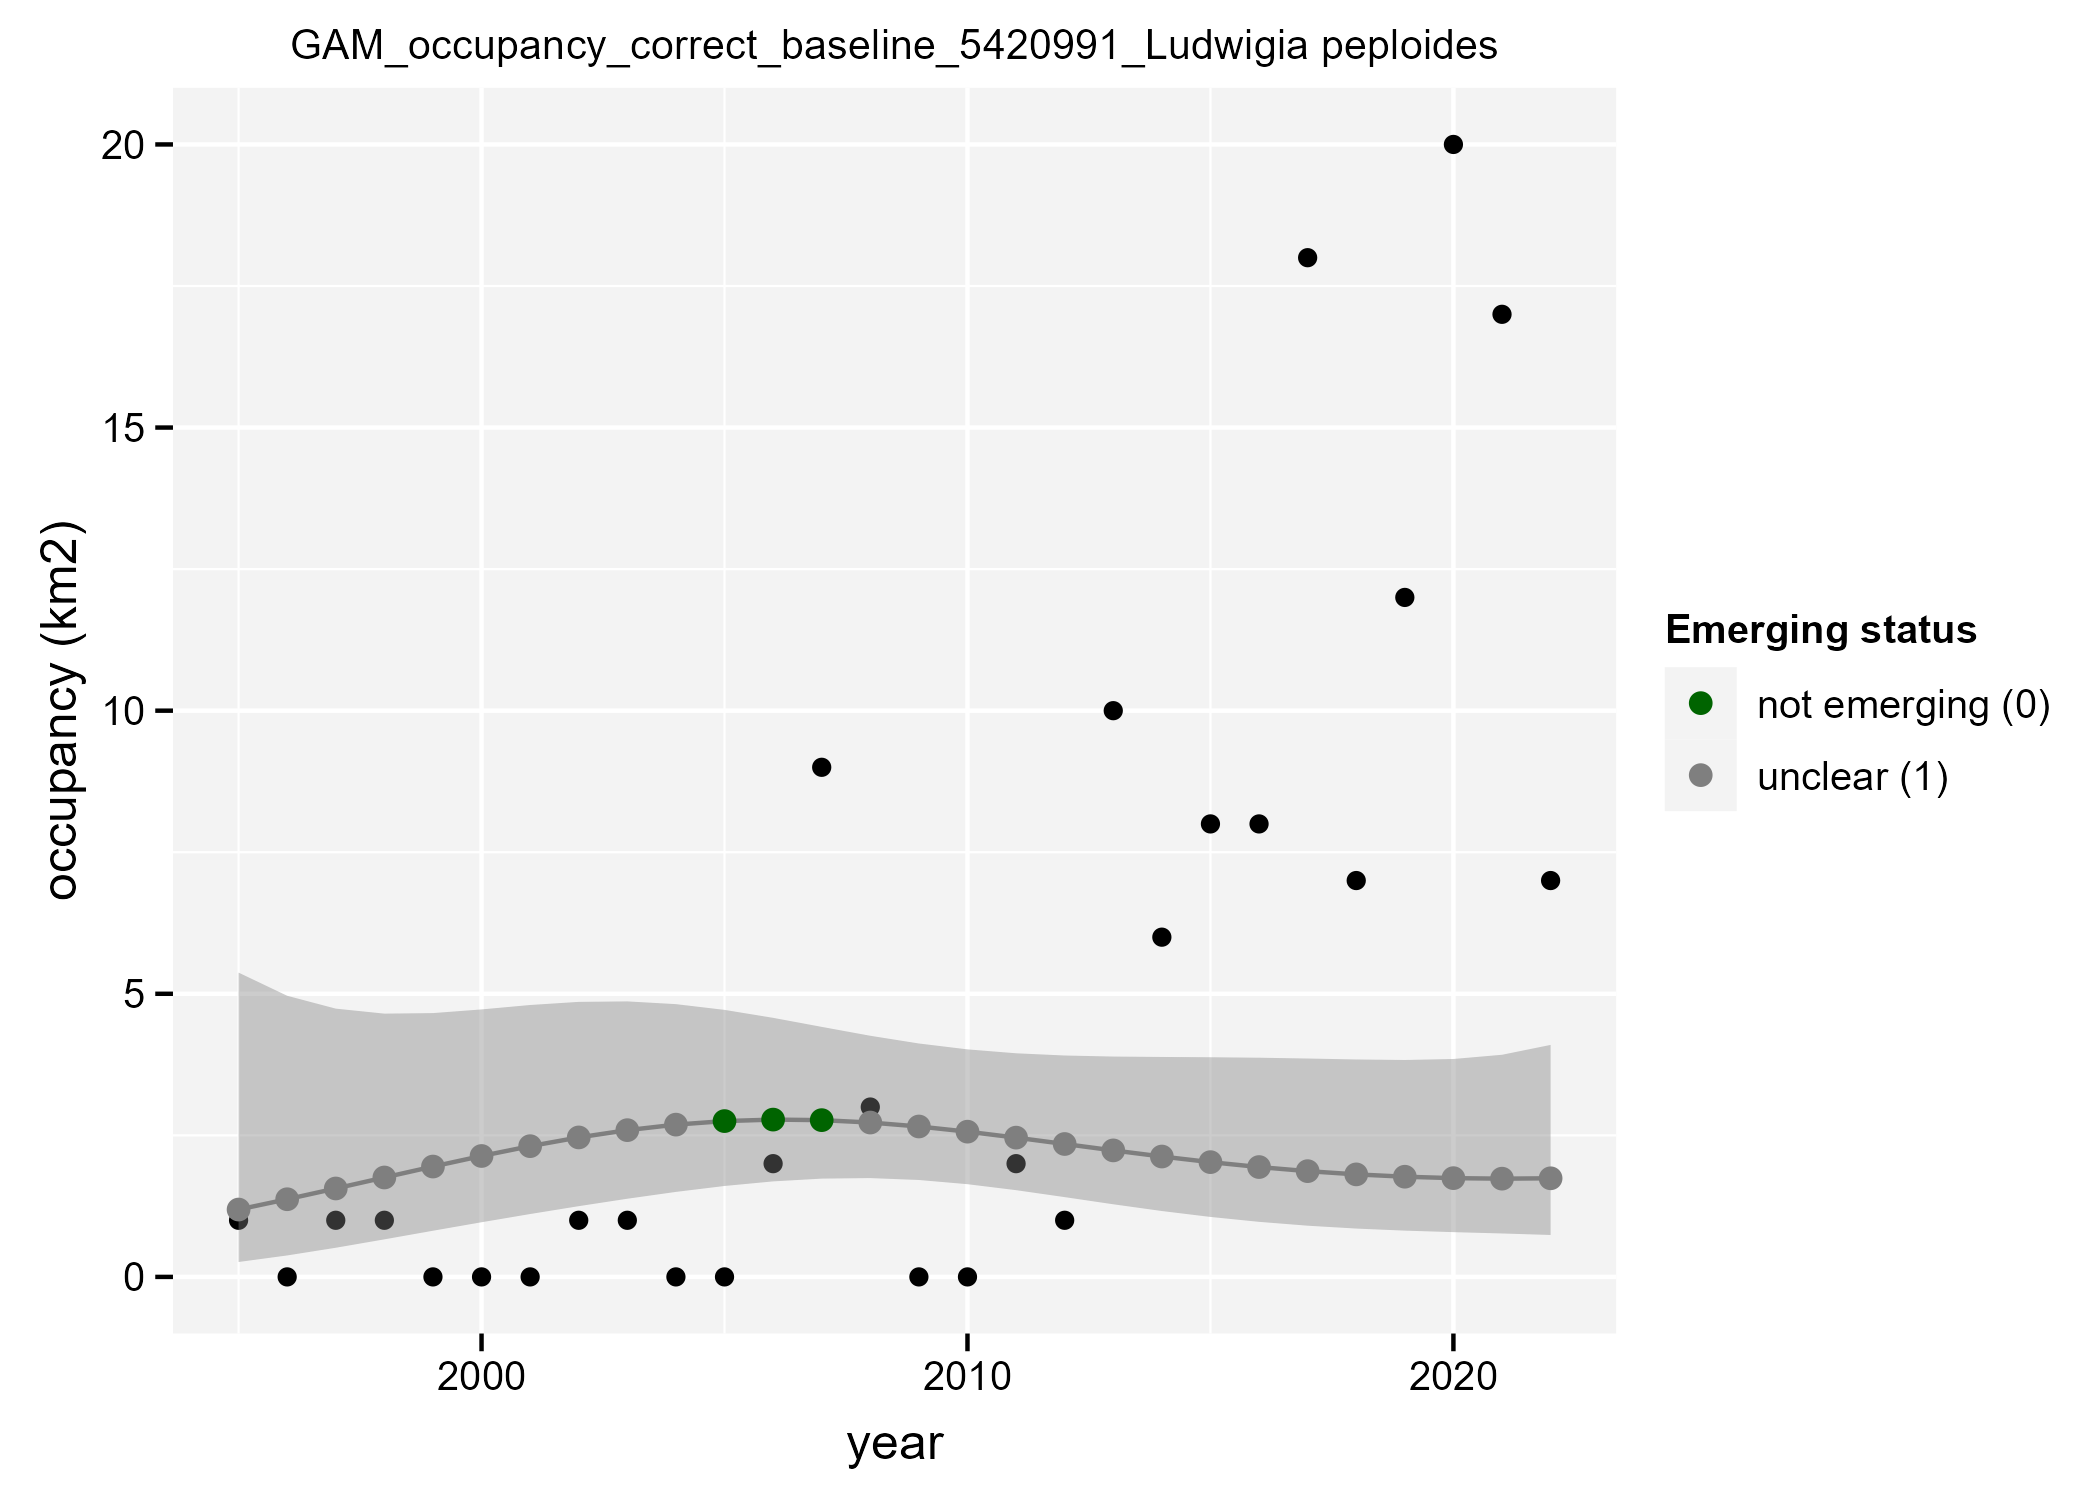 GAM_occupancy_correct_baseline_5420991_Ludwigia peploides
20
15
10
5
0
occupancy (km2)
2000
2010
2020
year
Emerging status
not emerging (0)
unclear (1)